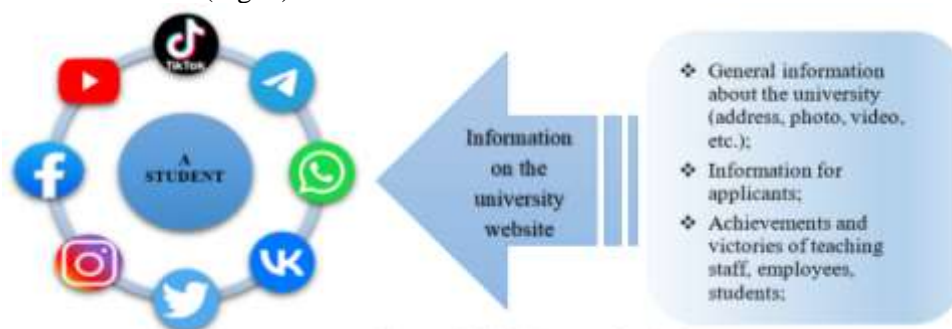 TikTok
A
STUDENT
Information
on the
university
website
❖ General information
about the university
(address, photo, video,
etc.);
❖ Information for
applicants;
❖ Achievements and
victories of teaching
staff, employees,
students;